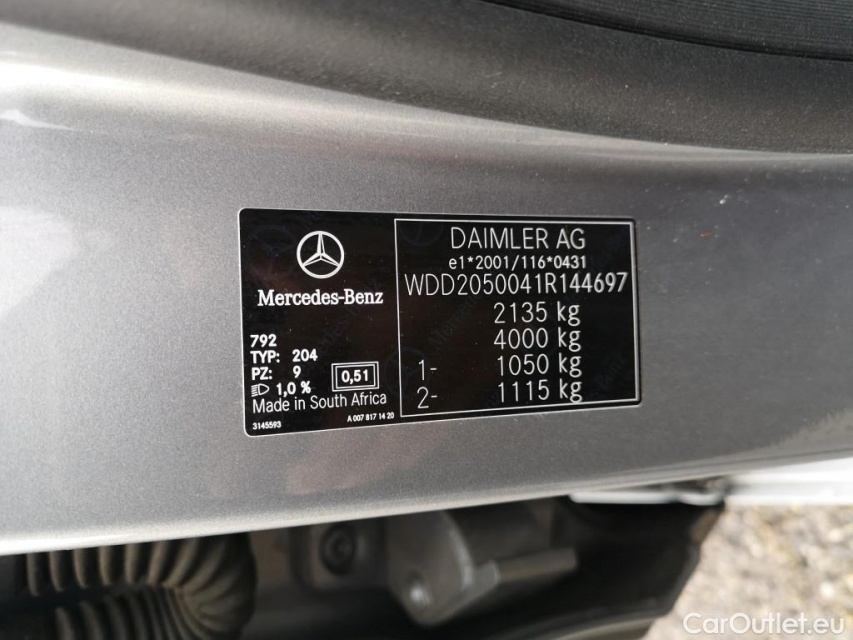 Mercedes-Benz
792
TYP: 204
PZ: 9
1,0 %
0,51
Made in South Africa
3145593
A 007 817 14 20
DAIMLER AG
e1*2001/116*0431
WDD2050041R144697
2135 kg
4000 kg
1- 1050 kg
2- 1115 kg
CarOutlet.eu